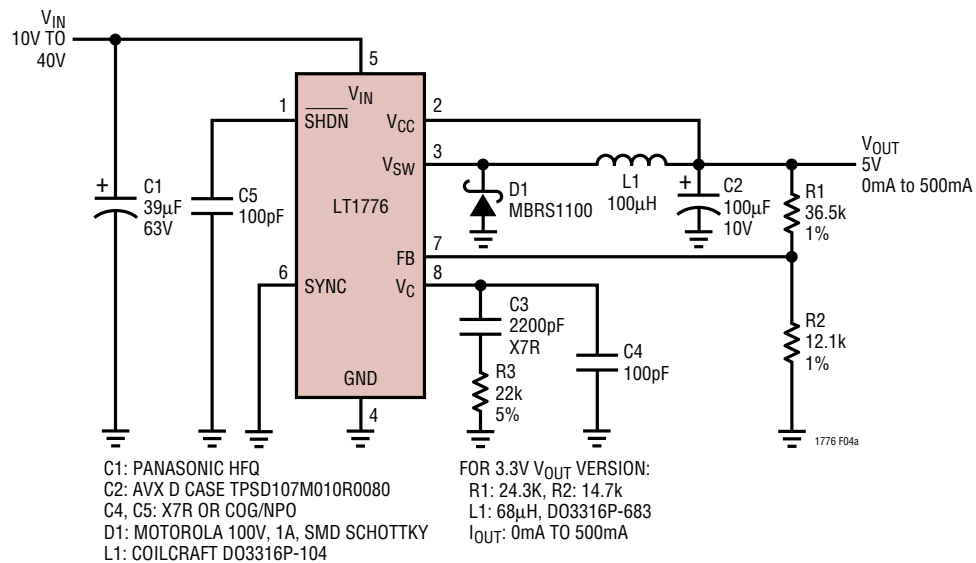 VIN
10V TO
40V
5
VIN
1
SHDN
VCC
2
VSW
3
LT1776
FB
7
6
SYNC
VC
8
GND
4
+
C1
39µF
63V
C5
100pF
D1
MBRS1100
L1
100µH
+
C2
100µF
10V
VOUT
5V
0mA to 500mA
R1
36.5k
1%
R2
12.1k
1%
C3
2200pF
X7R
R3
22k
5%
C4
100pF
1776 F04a
C1: PANASONIC HFQ
C2: AVX D CASE TPSD107M010R0080
C4, C5: X7R OR COG/NPO
D1: MOTOROLA 100V, 1A, SMD SCHOTTKY
L1: COILCRAFT DO3316P-104
FOR 3.3V VOUT VERSION:
R1: 24.3K, R2: 14.7k
L1: 68µH, DO3316P-683
IOUT: 0mA TO 500mA